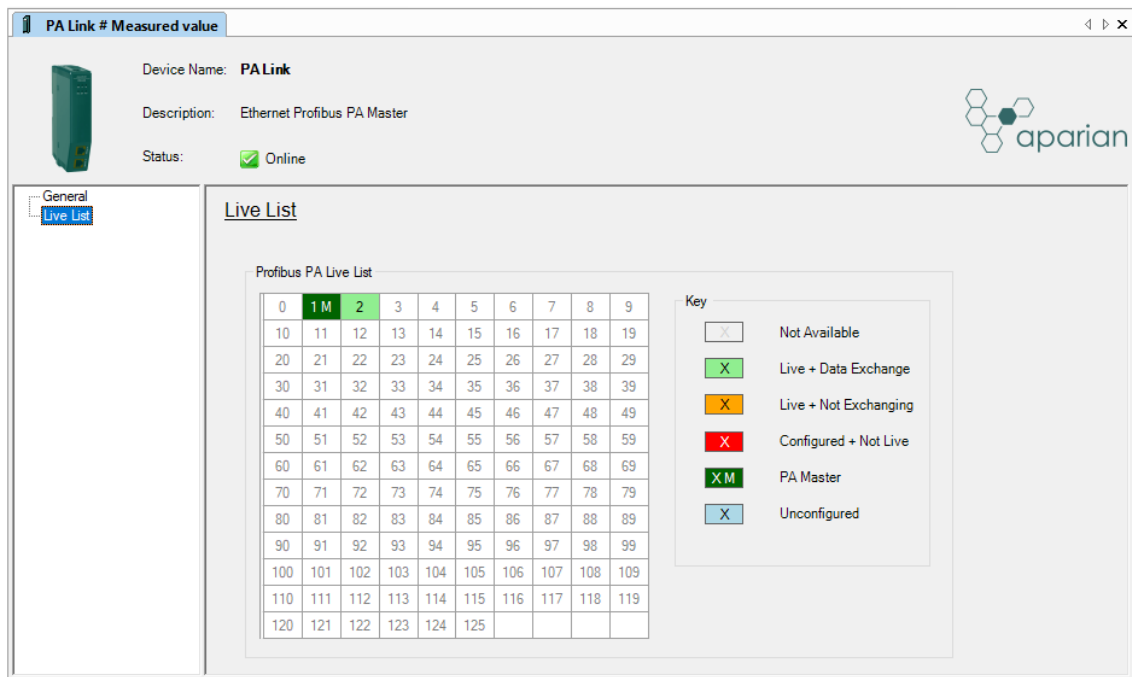 PA Link # Measured value
Device Name: PA Link
Description: Ethernet Profibus PA Master
Status: Online
aparian
General
Live List
Live List
Profibus PA Live List
0 1 M 2 3 4 5 6 7 8 9
10 11 12 13 14 15 16 17 18 19
20 21 22 23 24 25 26 27 28 29
30 31 32 33 34 35 36 37 38 39
40 41 42 43 44 45 46 47 48 49
50 51 52 53 54 55 56 57 58 59
60 61 62 63 64 65 66 67 68 69
70 71 72 73 74 75 76 77 78 79
80 81 82 83 84 85 86 87 88 89
90 91 92 93 94 95 96 97 98 99
100 101 102 103 104 105 106 107 108 109
110 111 112 113 114 115 116 117 118 119
120 121 122 123 124 125
Key
X Not Available
X Live + Data Exchange
X Live + Not Exchanging
X Configured + Not Live
X M PA Master
X Unconfigured